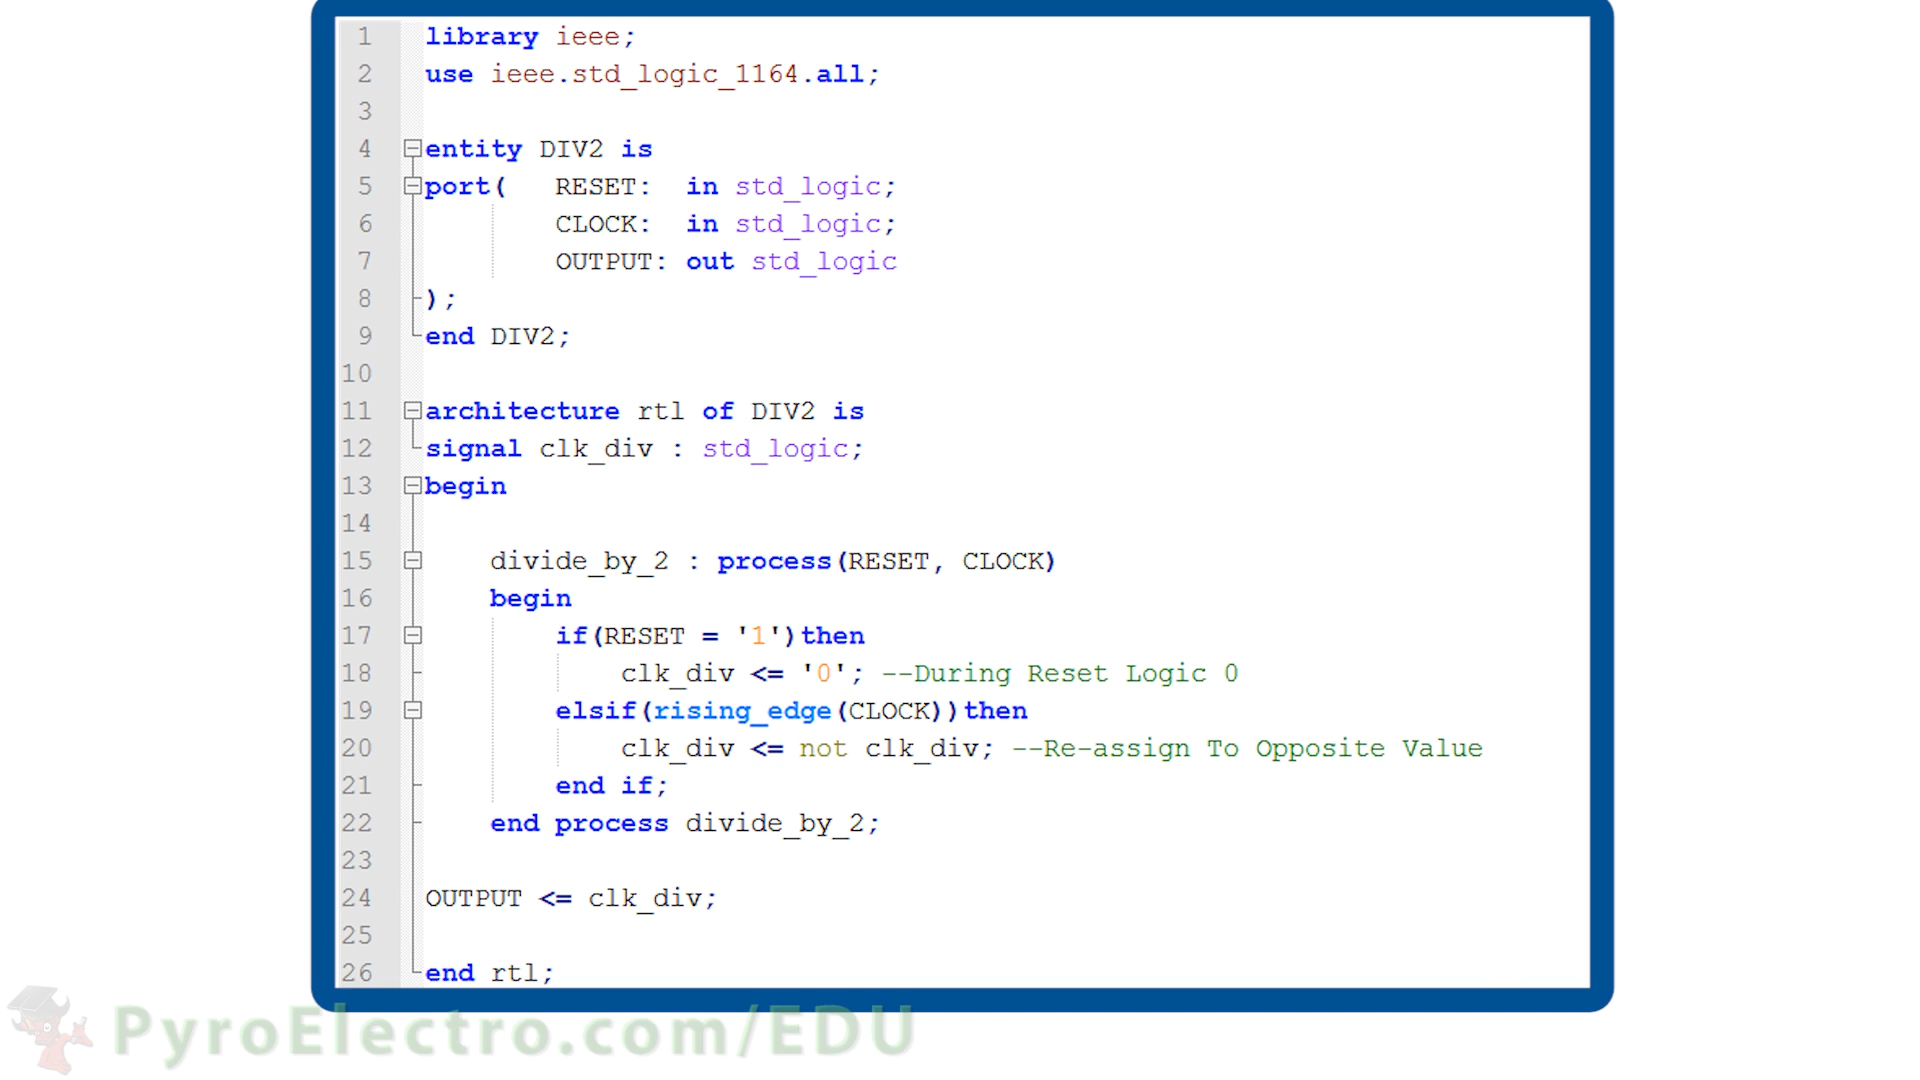 1 library ieee;
2 use ieee.std_logic_1164.all;
3
4 entity DIV2 is
5 port(   RESET:  in std_logic;
6         CLOCK:  in std_logic;
7         OUTPUT: out std_logic
8 );
9 end DIV2;
10
11 architecture rtl of DIV2 is
12 signal clk_div : std_logic;
13 begin
14
15     divide_by_2 : process(RESET, CLOCK)
16     begin
17         if(RESET = '1')then
18             clk_div <= '0'; --During Reset Logic 0
19         elsif(rising_edge(CLOCK))then
20             clk_div <= not clk_div; --Re-assign To Opposite Value
21         end if;
22     end process divide_by_2;
23
24 OUTPUT <= clk_div;
25
26 end rtl;
PyroElectro.com/EDU